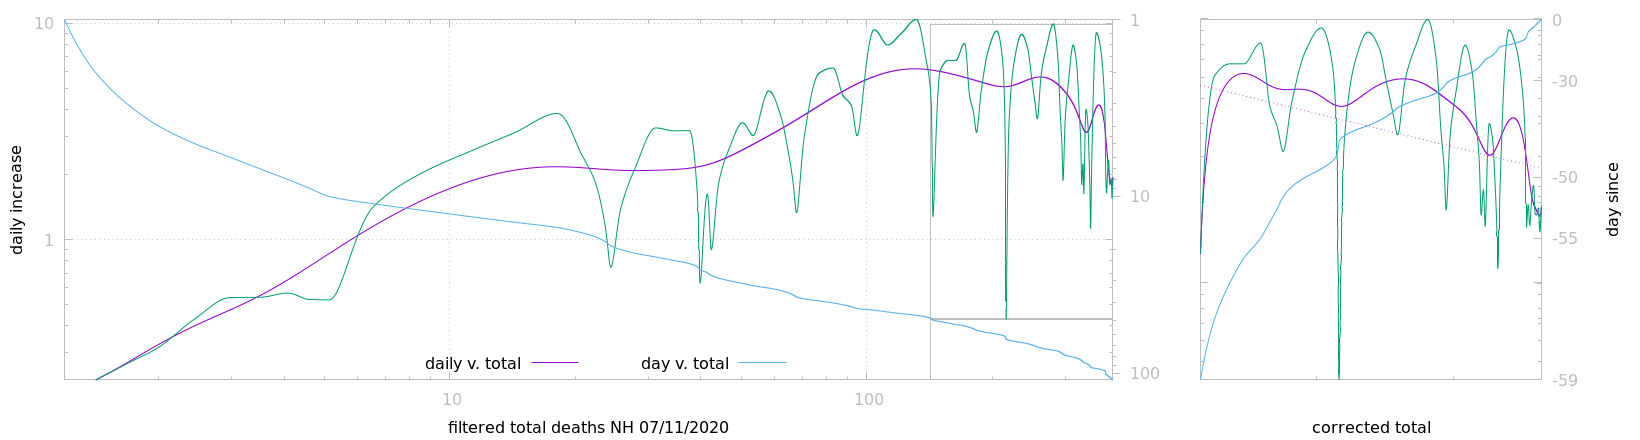 10
1
daily increase
daily v. total
day v. total
10
100
filtered total deaths NH 07/11/2020
1
10
100
0
-30
-50
-55
-59
day since
corrected total